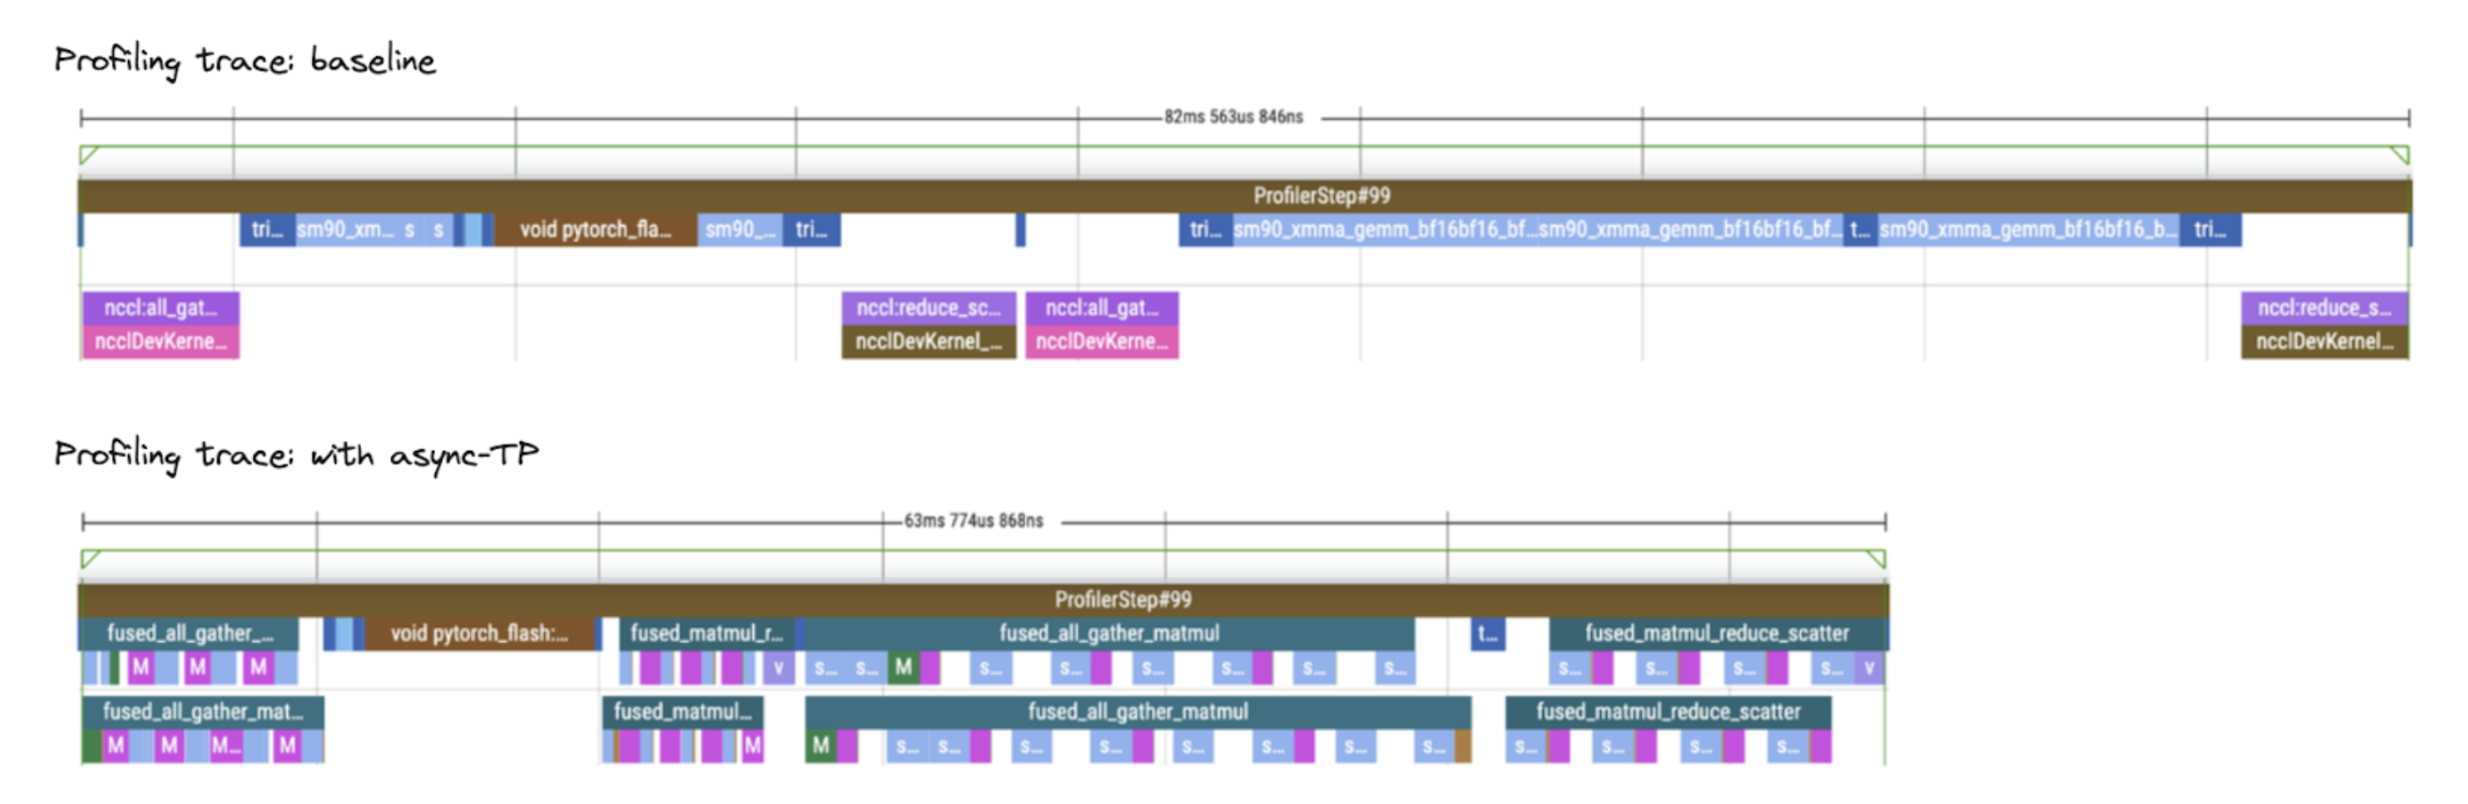 Profiling trace: baseline
82ms 563us 846ns
ProfilerStep#99
tri... sm90_xm... s s void pytorch_fla... sm90_... tri... tri... sm90_xmma_gemm_bf16bf16_bf... sm90_xmma_gemm_bf16bf16_bf... t... sm90_xmma_gemm_bf16bf16_b... tri...
nccl:all_gat... nccl:reduce_sc... nccl:all_gat... nccl:reduce_s...
ncclDevKerne... ncclDevKernel_... ncclDevKerne... ncclDevKernel...
Profiling trace: with async-TP
63ms 774us 868ns
ProfilerStep#99
fused_all_gather_... void pytorch_flash:... fused_matmul_r... fused_all_gather_matmul t... fused_matmul_reduce_scatter
M M M v s... s... M s... s... s... s... s... s... s... s... s... s... v
fused_all_gather_mat... fused_matmul... fused_all_gather_matmul fused_matmul_reduce_scatter
M M M... M M M s... s... s... s... s... s... s... s... s... s... s... s...